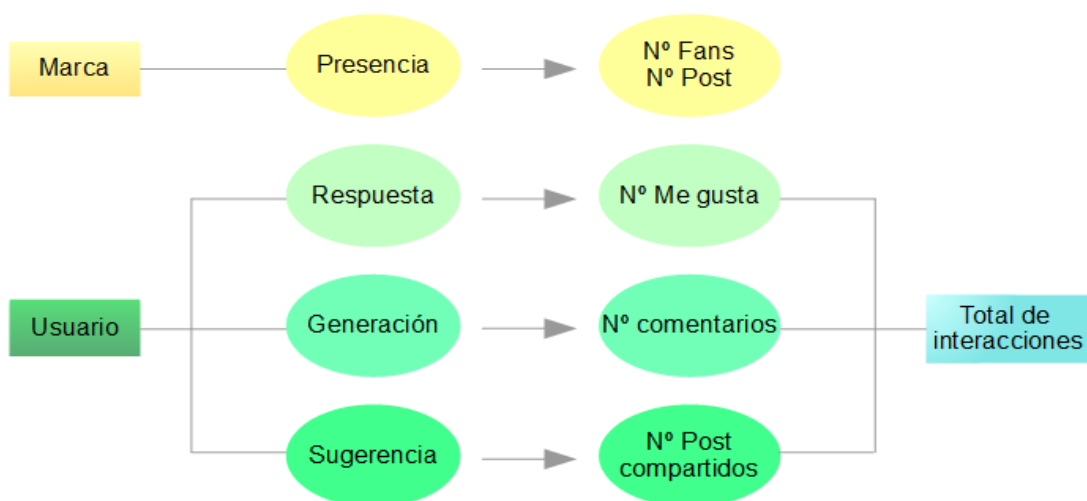 Marca
Presencia
Nº Fans
Nº Post
Respuesta
Nº Me gusta
Usuario
Generación
Nº comentarios
Total de
interacciones
Sugerencia
Nº Post
compartidos